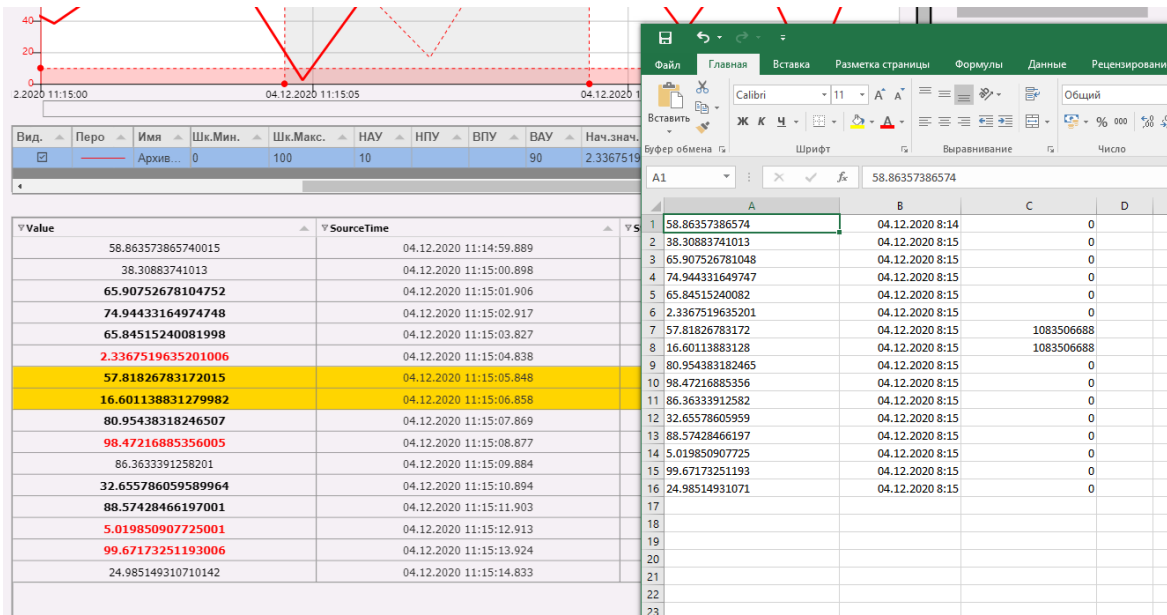 40
20
0
2.2020 11:15:00 04.12.2020 11:15:05 04.12.2020 1
Вид. Перо Имя Шк.Мин. Шк.Макс. НАУ НПУ ВПУ ВАУ Нач.знач.
Архив... 0 100 10 90 2.3367519
Value SourceTime S
58.863573865740015 04.12.2020 11:14:59.889
38.30883741013 04.12.2020 11:15:00.898
65.90752678104752 04.12.2020 11:15:01.906
74.94433164974748 04.12.2020 11:15:02.917
65.84515240081998 04.12.2020 11:15:03.827
2.3367519635201006 04.12.2020 11:15:04.838
57.81826783172015 04.12.2020 11:15:05.848
16.601138831279982 04.12.2020 11:15:06.858
80.95438318246507 04.12.2020 11:15:07.869
98.47216885356005 04.12.2020 11:15:08.877
86.3633391258201 04.12.2020 11:15:09.884
32.655786059589964 04.12.2020 11:15:10.894
88.57428466197001 04.12.2020 11:15:11.903
5.019850907725001 04.12.2020 11:15:12.913
99.67173251193006 04.12.2020 11:15:13.924
24.985149310710142 04.12.2020 11:15:14.833
Файл Главная Вставка Разметка страницы Формулы Данные Рецензировани
Вставить Calibri 11 A A Общий
Ж К Ч A % 000
Буфер обмена Шрифт Выравнивание Число
A1 fx 58.86357386574
A B C D
1 58.86357386574 04.12.2020 8:14 0
2 38.30883741013 04.12.2020 8:15 0
3 65.907526781048 04.12.2020 8:15 0
4 74.944331649747 04.12.2020 8:15 0
5 65.84515240082 04.12.2020 8:15 0
6 2.3367519635201 04.12.2020 8:15 0
7 57.81826783172 04.12.2020 8:15 1083506688
8 16.60113883128 04.12.2020 8:15 1083506688
9 80.954383182465 04.12.2020 8:15 0
10 98.47216885356 04.12.2020 8:15 0
11 86.36333912582 04.12.2020 8:15 0
12 32.65578605959 04.12.2020 8:15 0
13 88.57428466197 04.12.2020 8:15 0
14 5.019850907725 04.12.2020 8:15 0
15 99.67173251193 04.12.2020 8:15 0
16 24.98514931071 04.12.2020 8:15 0
17
18
19
20
21
22
23